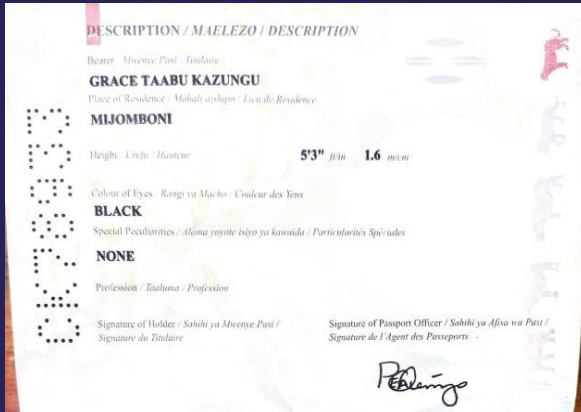 DESCRIPTION / MAELEZO / DESCRIPTION
Bearer / Mwenye Pasi / Titulaire
GRACE TAABU KAZUNGU
Place of Residence / Mahali aishipo / Lieu de Résidence
MIJOMBONI
Height / Urefu / Hauteur 5'3" ft/in 1.6 m/cm
Colour of Eyes / Rangi ya Macho / Couleur des Yeux
BLACK
Special Peculiarities / Alama yoyote isiyo ya kawaida / Particularités Spéciales
NONE
Profession / Taaluma / Profession
Signature of Holder / Sahihi ya Mwenye Pasi /
Signature du Titulaire
Signature of Passport Officer / Sahihi ya Afisa wa Pasi /
Signature de l'Agent des Passeports